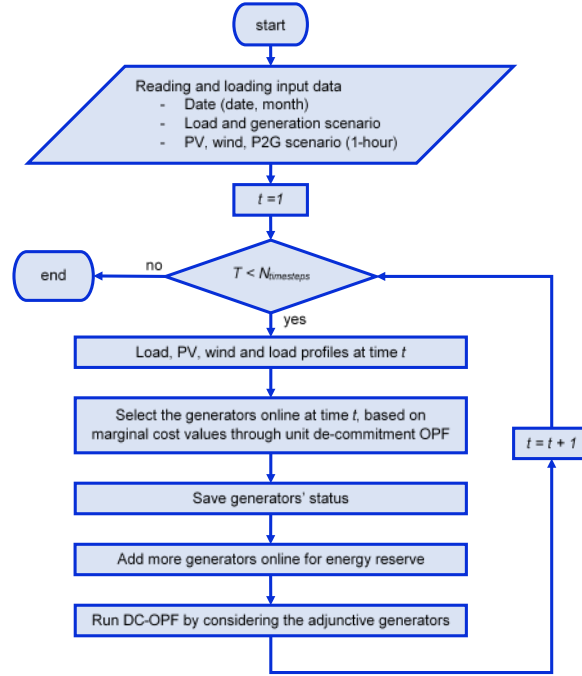 start
Reading and loading input data
- Date (date, month)
- Load and generation scenario
- PV, wind, P2G scenario (1-hour)
t =1
end
no
T < Ntimesteps
yes
Load, PV, wind and load profiles at time t
Select the generators online at time t, based on
marginal cost values through unit de-commitment OPF
t = t + 1
Save generators' status
Add more generators online for energy reserve
Run DC-OPF by considering the adjunctive generators